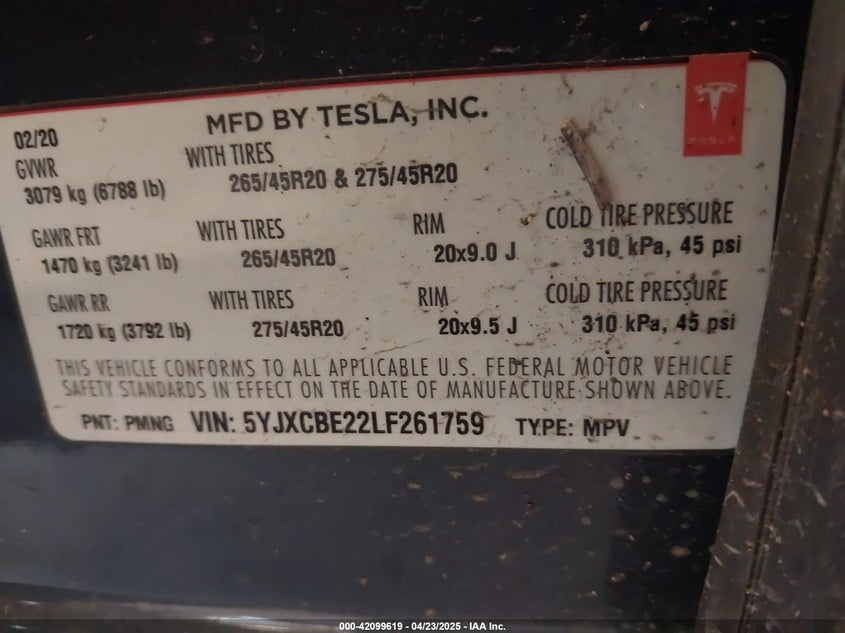 MFD BY TESLA, INC.
TESLA
02/20
GVWR WITH TIRES
3079 kg (6788 lb) 265/45R20 & 275/45R20
GAWR FRT WITH TIRES RIM COLD TIRE PRESSURE
1470 kg (3241 lb) 265/45R20 20x9.0 J 310 kPa, 45 psi
GAWR RR WITH TIRES RIM COLD TIRE PRESSURE
1720 kg (3792 lb) 275/45R20 20x9.5 J 310 kPa, 45 psi
THIS VEHICLE CONFORMS TO ALL APPLICABLE U.S. FEDERAL MOTOR VEHICLE
SAFETY STANDARDS IN EFFECT ON THE DATE OF MANUFACTURE SHOWN ABOVE.
PNT: PMNG VIN: 5YJXCBE22LF261759 TYPE: MPV
000-42099619 - 04/23/2025 - IAA Inc.